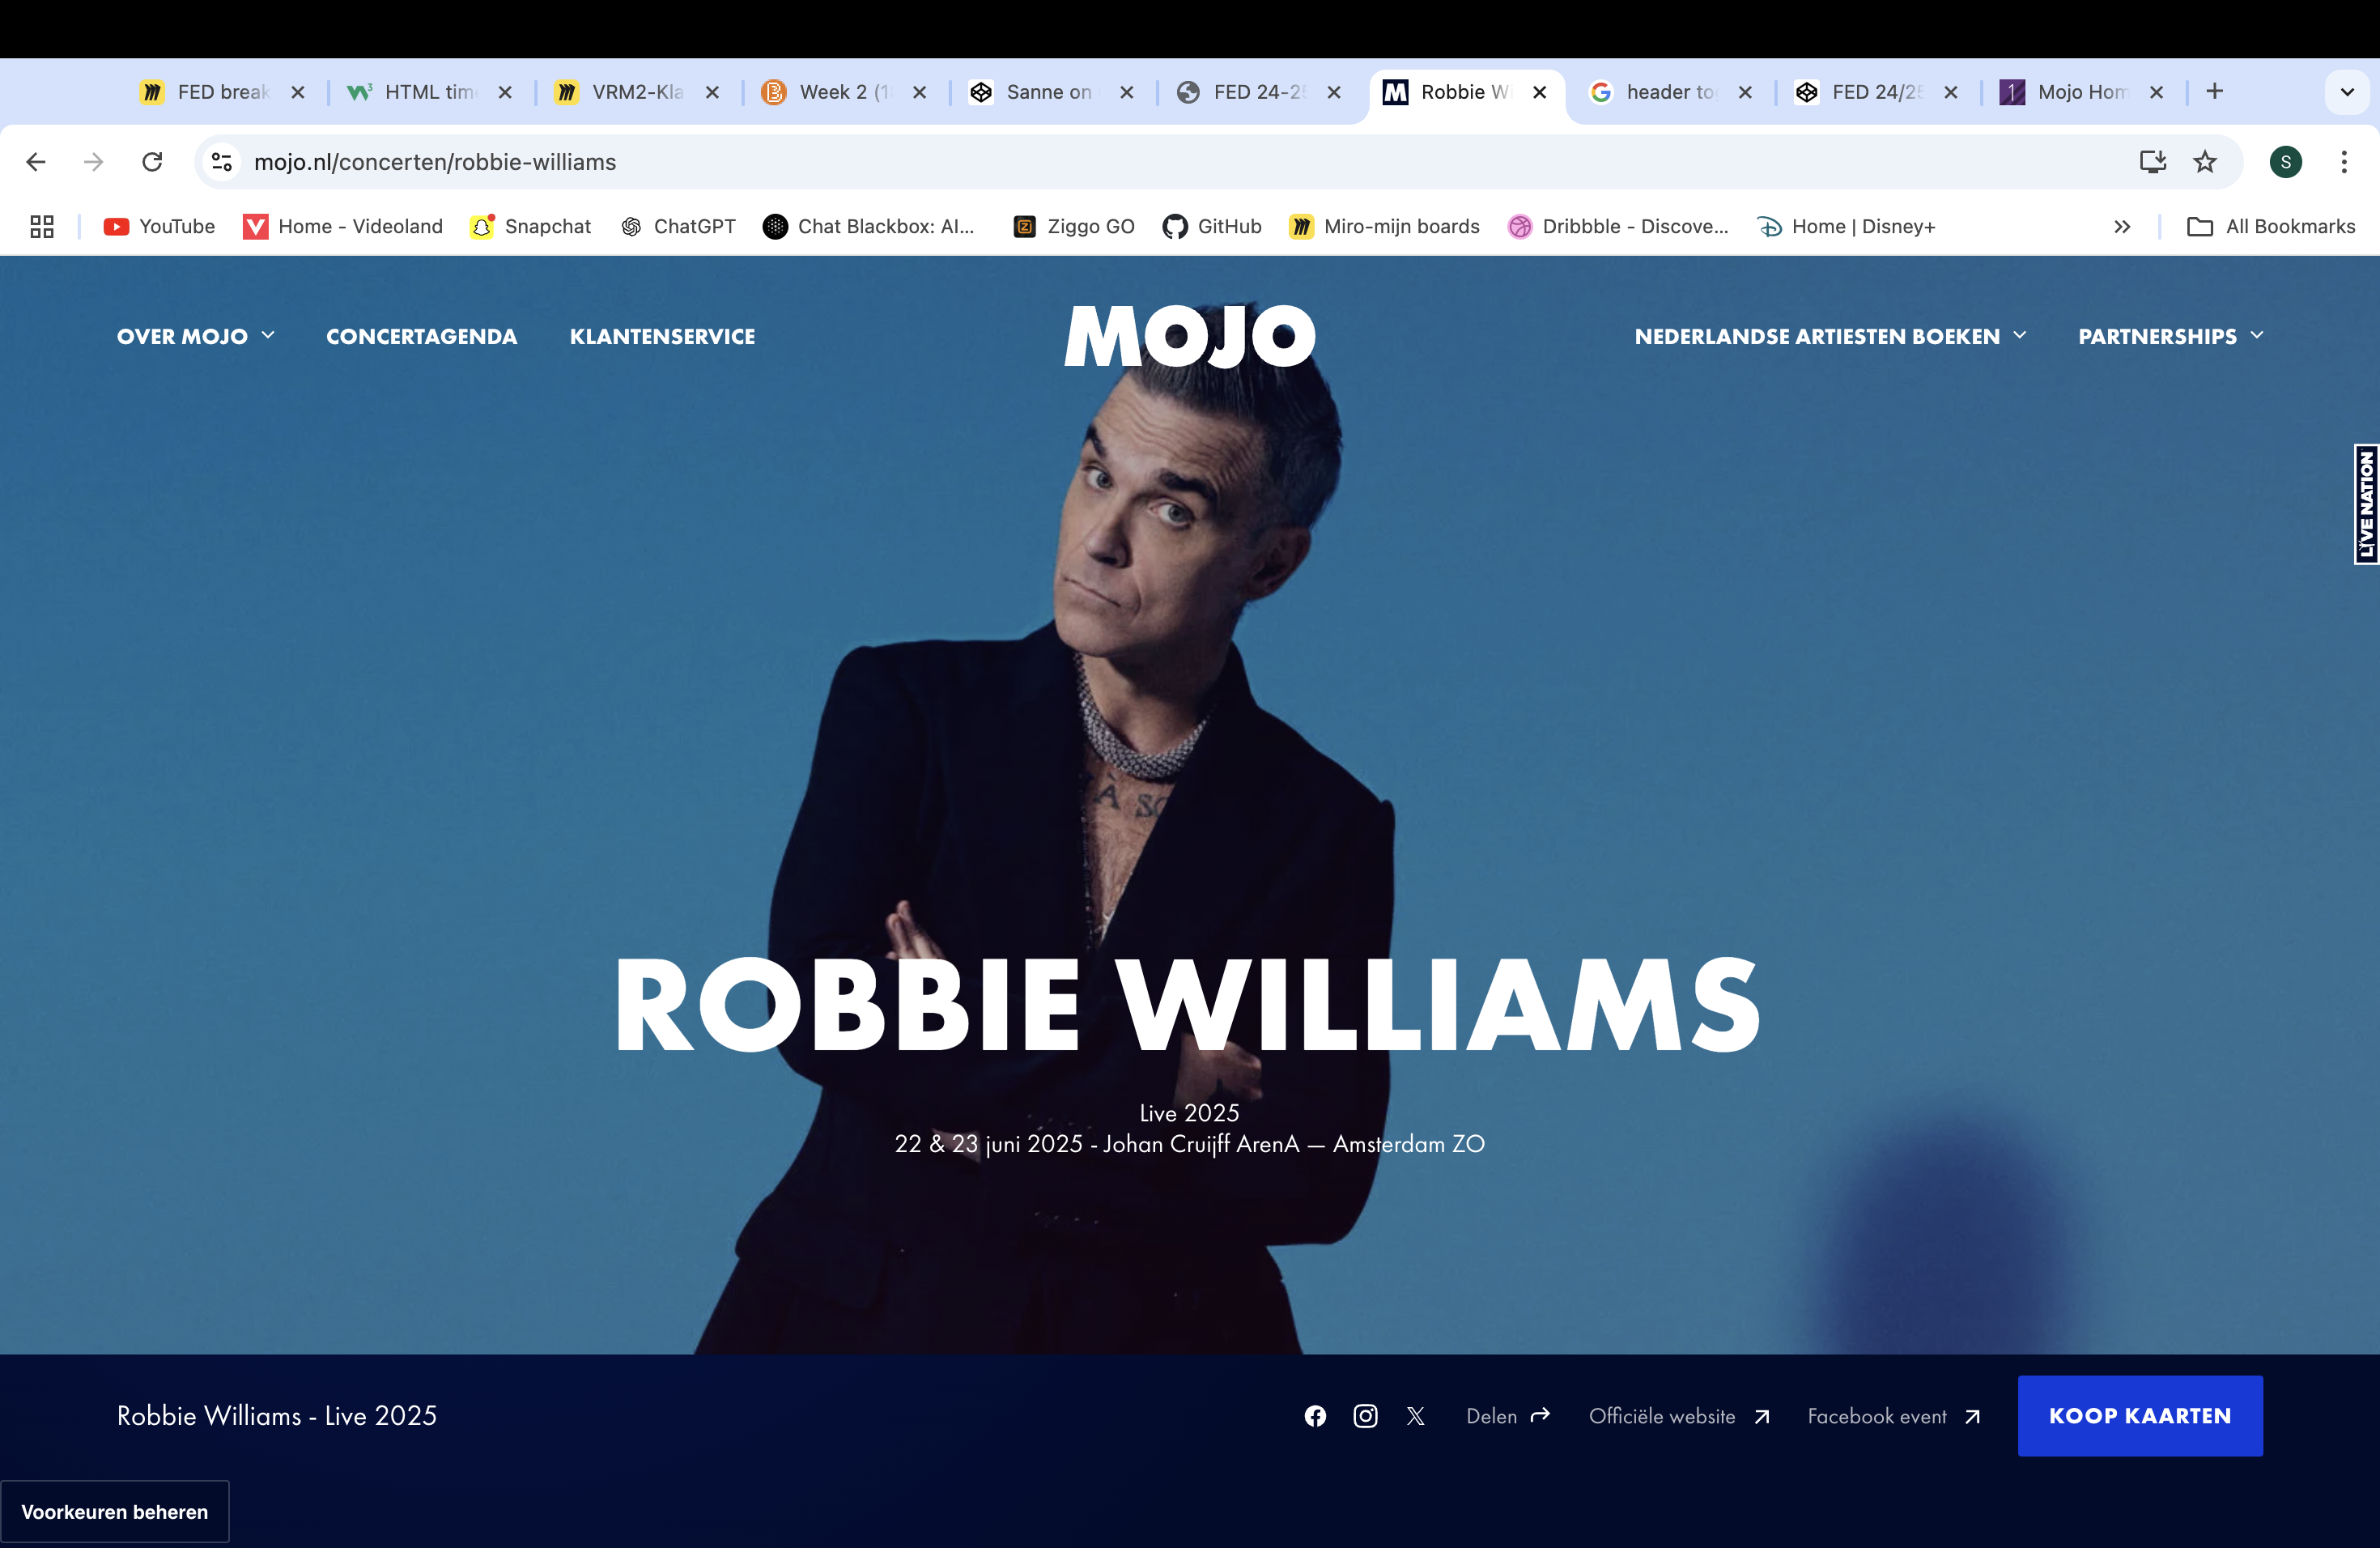 FED break
HTML tim
VRM2-Kla
Week 2 (1
Sanne on
FED 24-25
Robbie W
header to
FED 24/25
Mojo Hom
mojo.nl/concerten/robbie-williams
S
YouTube
Home - Videoland
Snapchat
ChatGPT
Chat Blackbox: AI...
Ziggo GO
GitHub
Miro-mijn boards
Dribbble - Discove...
Home | Disney+
All Bookmarks
OVER MOJO
CONCERTAGENDA
KLANTENSERVICE
MOJO
NEDERLANDSE ARTIESTEN BOEKEN
PARTNERSHIPS
LIVE NATION
À SO
ROBBIE WILLIAMS
Live 2025
22 & 23 juni 2025 - Johan Cruijff ArenA — Amsterdam ZO
Robbie Williams - Live 2025
Delen
Officiële website
Facebook event
KOOP KAARTEN
Voorkeuren beheren